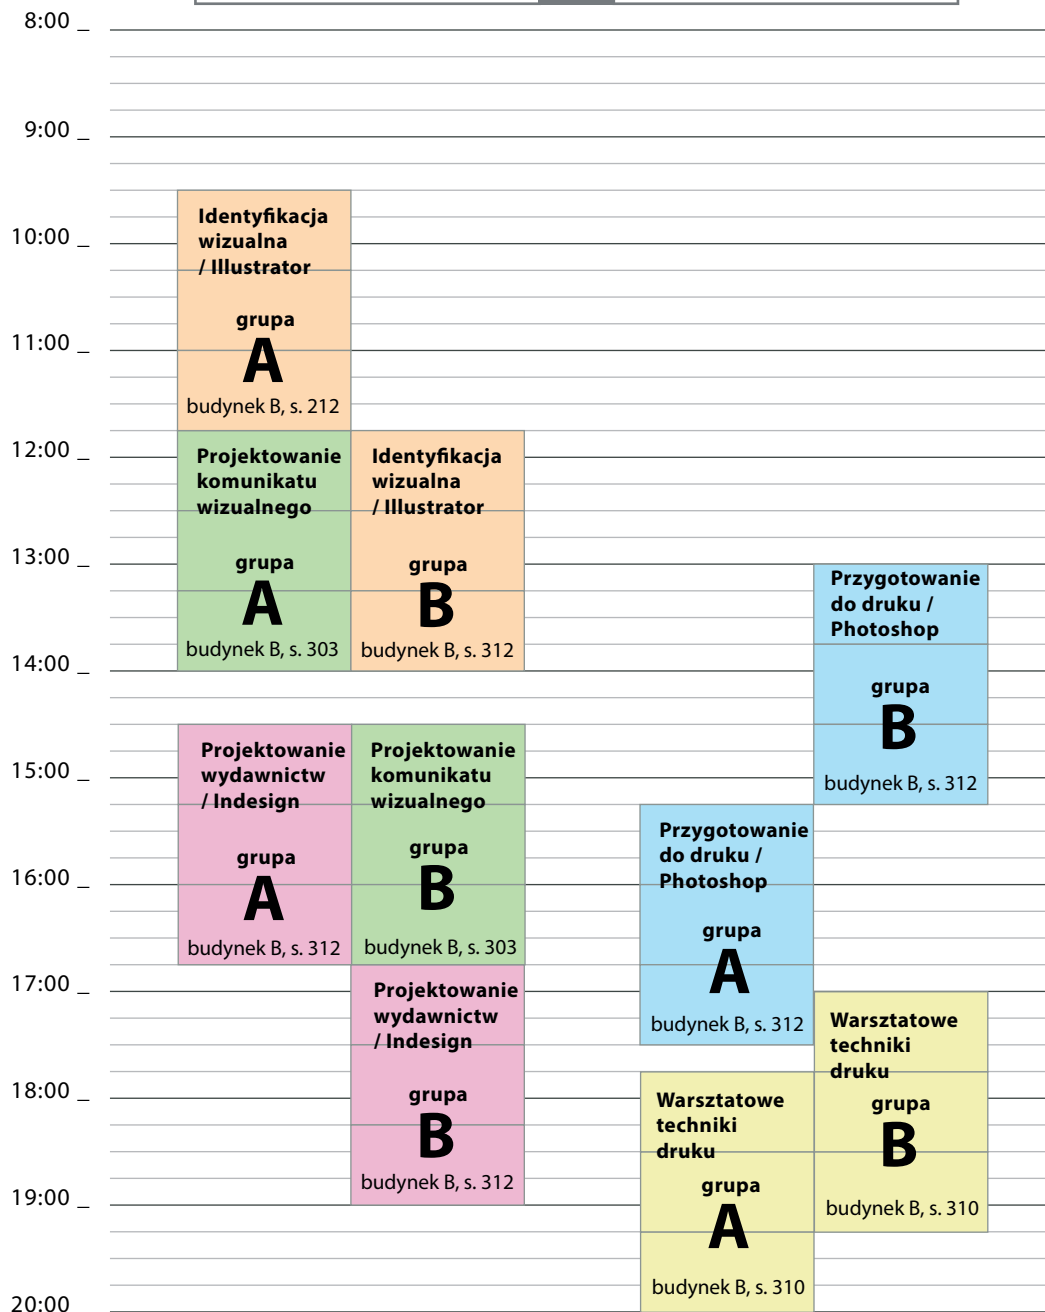 8:00 _
9:00 _
10:00 _
11:00 _
12:00 _
13:00 _
14:00 _
15:00 _
16:00 _
17:00 _
18:00 _
19:00 _
20:00
Identyfikacja
wizualna
/ Illustrator
grupa
A
budynek B, s. 212
Projektowanie
komunikatu
wizualnego
grupa
A
budynek B, s. 303
Identyfikacja
wizualna
/ Illustrator
grupa
B
budynek B, s. 312
Przygotowanie
do druku /
Photoshop
grupa
B
budynek B, s. 312
Projektowanie
wydawnictw
/ Indesign
grupa
A
budynek B, s. 312
Projektowanie
komunikatu
wizualnego
grupa
B
budynek B, s. 303
Przygotowanie
do druku /
Photoshop
grupa
A
budynek B, s. 312
Projektowanie
wydawnictw
/ Indesign
grupa
B
budynek B, s. 312
Warsztatowe
techniki
druku
grupa
B
budynek B, s. 310
Warsztatowe
techniki
druku
grupa
A
budynek B, s. 310